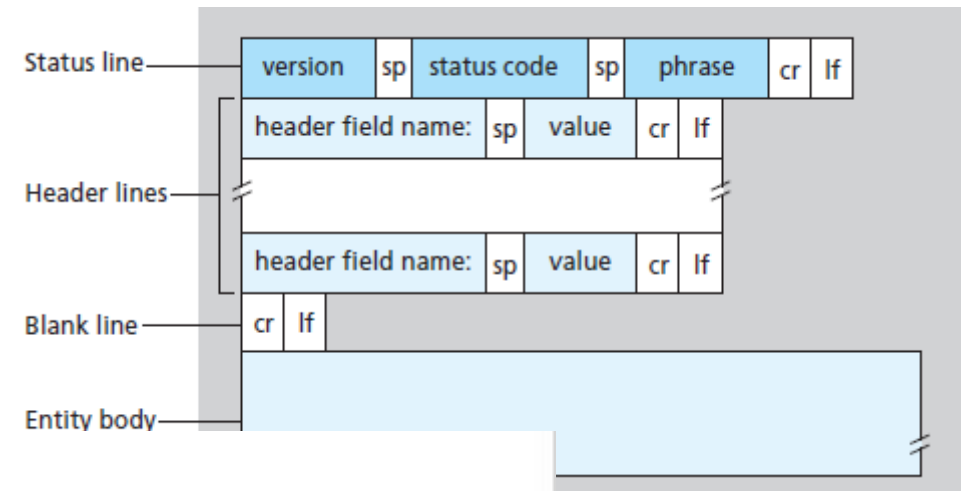 Status line version sp status code sp phrase cr lf
header field name: sp value cr lf
Header lines
header field name: sp value cr lf
Blank line cr lf
Entity body